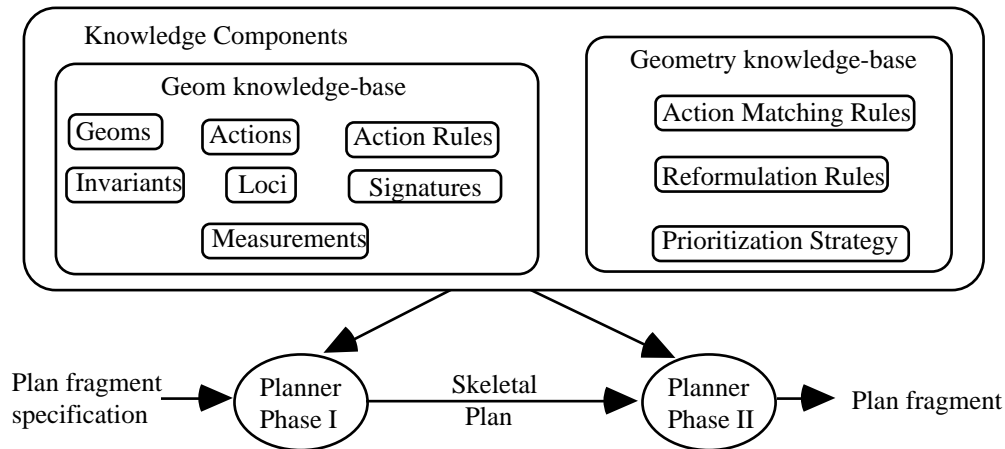 Knowledge Components
Geom knowledge-base
Geoms
Actions
Action Rules
Invariants
Loci
Signatures
Measurements
Geometry knowledge-base
Action Matching Rules
Reformulation Rules
Prioritization Strategy
Plan fragment
specification
Planner
Phase I
Skeletal
Plan
Planner
Phase II
Plan fragment